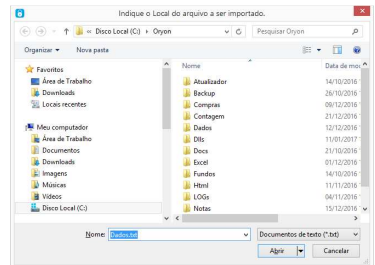 Indique o Local do arquivo a ser importado.
« Disco Local (C:) › Oryon
Pesquisar Oryon
Organizar Nova pasta
Favoritos
Área de Trabalho
Downloads
Locais recentes
Meu computador
Área de Trabalho
Documentos
Downloads
Imagens
Músicas
Vídeos
Disco Local (C:)
Nome Data de mod
Atualizador 14/10/2016
Backup 26/10/2016
Compras 09/12/2016
Contagem 21/12/2016
Dados 12/12/2016
Dlls 11/01/2017
Docs 21/10/2016
Excel 01/12/2016
Fundos 14/10/2016
Html 11/11/2016
LOGs 04/11/2016
Notas 15/12/2016
Nome: Dados.txt
Documentos de texto (*.txt)
Abrir Cancelar